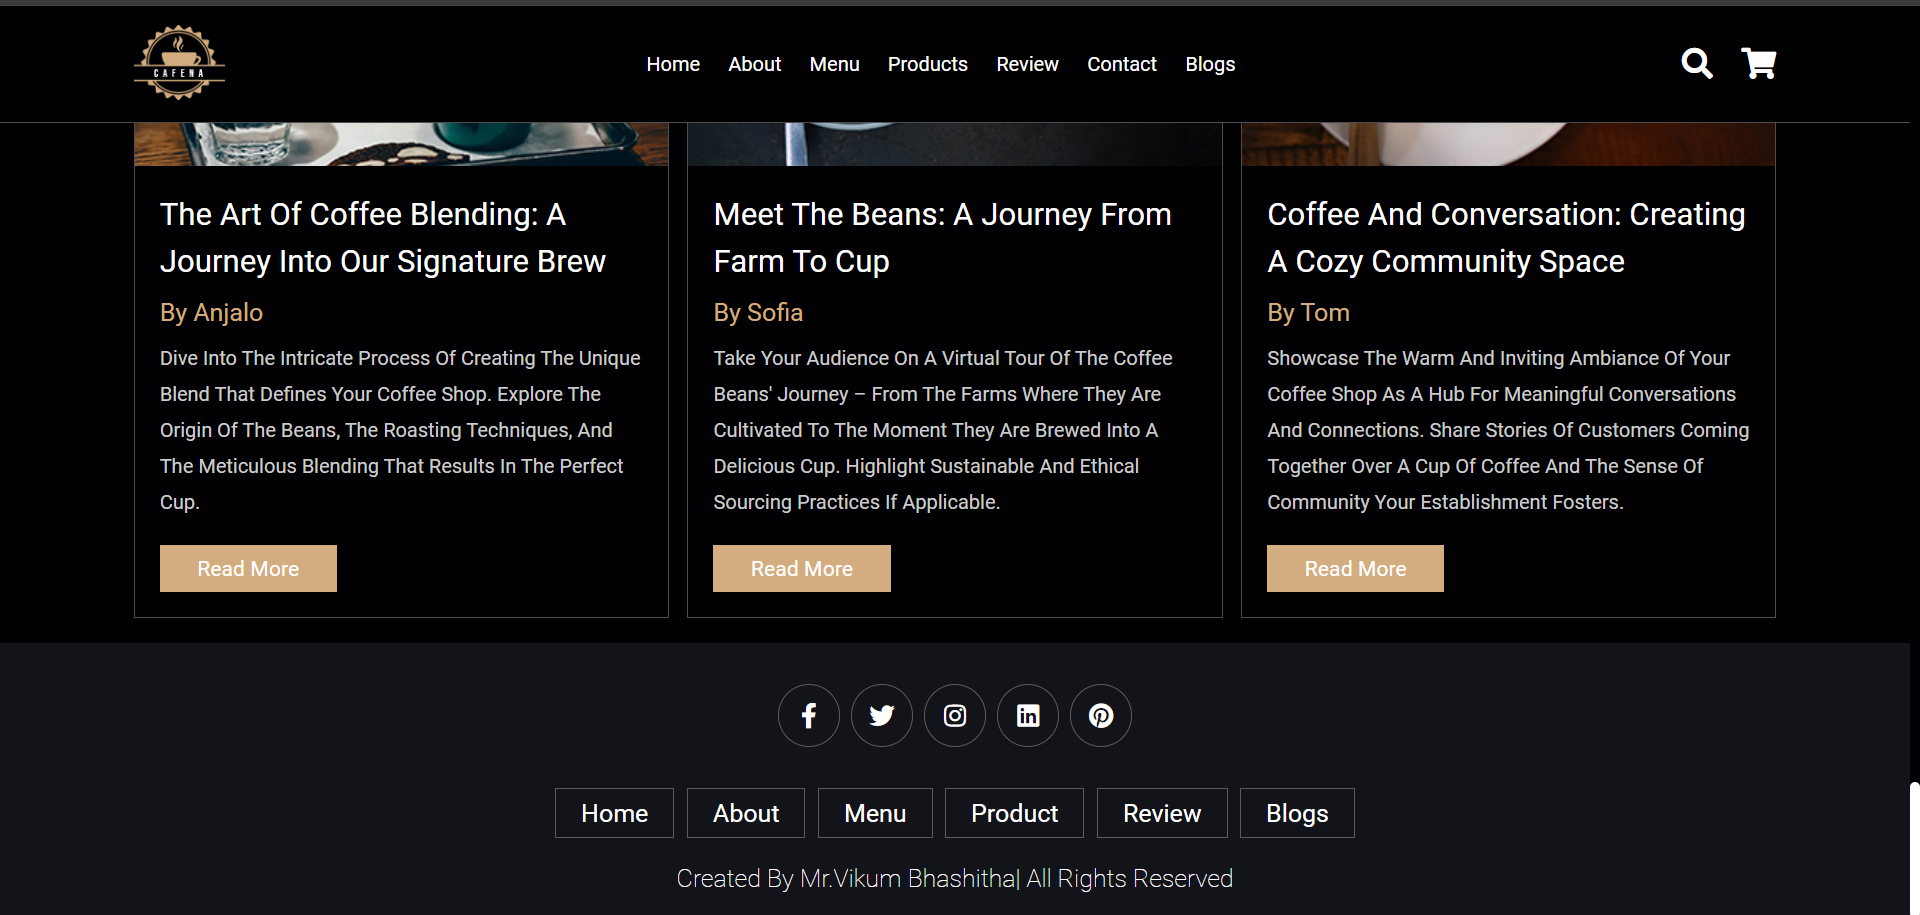 CAFENA
Home About Menu Products Review Contact Blogs
The Art Of Coffee Blending: A
Journey Into Our Signature Brew
By Anjalo
Dive Into The Intricate Process Of Creating The Unique
Blend That Defines Your Coffee Shop. Explore The
Origin Of The Beans, The Roasting Techniques, And
The Meticulous Blending That Results In The Perfect
Cup.
Read More
Meet The Beans: A Journey From
Farm To Cup
By Sofia
Take Your Audience On A Virtual Tour Of The Coffee
Beans' Journey – From The Farms Where They Are
Cultivated To The Moment They Are Brewed Into A
Delicious Cup. Highlight Sustainable And Ethical
Sourcing Practices If Applicable.
Read More
Coffee And Conversation: Creating
A Cozy Community Space
By Tom
Showcase The Warm And Inviting Ambiance Of Your
Coffee Shop As A Hub For Meaningful Conversations
And Connections. Share Stories Of Customers Coming
Together Over A Cup Of Coffee And The Sense Of
Community Your Establishment Fosters.
Read More
Home About Menu Product Review Blogs
Created By Mr.Vikum Bhashitha| All Rights Reserved